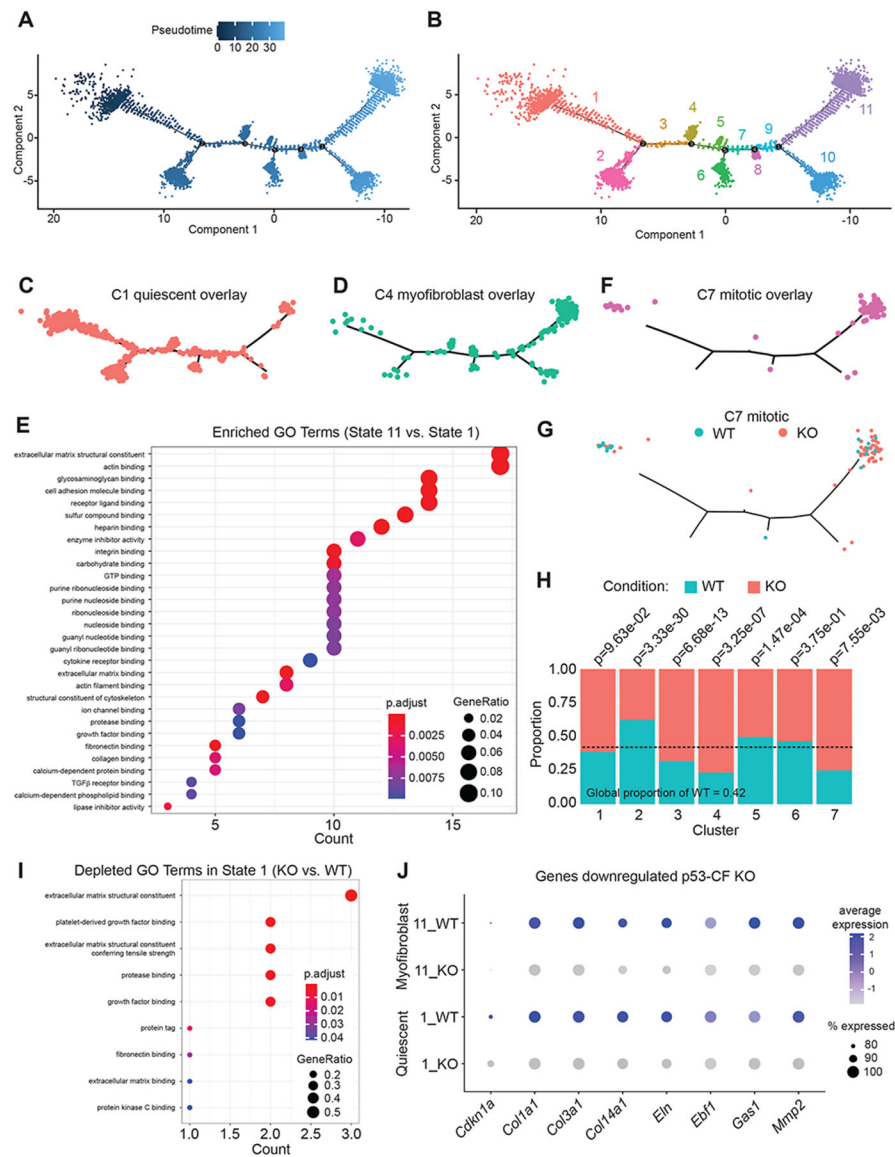 A
Pseudotime
0 10 20 30
Component 2
5
0
-5
20
10
0
-10
Component 1
B
1
2
3
4
5
6
7
8
9
10
11
Component 2
5
0
-5
20
10
0
-10
Component 1
C
C1 quiescent overlay
D
C4 myofibroblast overlay
F
C7 mitotic overlay
E
Enriched GO Terms (State 11 vs. State 1)
extracellular matrix structural constituent
actin binding
glycosaminoglycan binding
cell adhesion molecule binding
receptor ligand binding
sulfur compound binding
heparin binding
enzyme inhibitor activity
integrin binding
carbohydrate binding
GTP binding
purine ribonucleoside binding
purine nucleoside binding
ribonucleoside binding
nucleoside binding
guanyl nucleotide binding
guanyl ribonucleotide binding
cytokine receptor binding
extracellular matrix binding
actin filament binding
structural constituent of cytoskeleton
ion channel binding
protease binding
growth factor binding
fibronectin binding
collagen binding
calcium-dependent protein binding
TGFβ receptor binding
calcium-dependent phospholipid binding
lipase inhibitor activity
p.adjust
0.0025
0.0050
0.0075
GeneRatio
0.02
0.04
0.06
0.08
0.10
5
10
15
Count
G
C7 mitotic
WT KO
H
Condition: WT KO
p=9.63e-02
p=3.33e-30
p=6.68e-13
p=3.25e-07
p=1.47e-04
p=3.75e-01
p=7.55e-03
Proportion
1.00
0.75
0.50
0.25
0.00
Global proportion of WT = 0.42
1 2 3 4 5 6 7
Cluster
I
Depleted GO Terms in State 1 (KO vs. WT)
extracellular matrix structural constituent
platelet-derived growth factor binding
extracellular matrix structural constituent
conferring tensile strength
protease binding
growth factor binding
protein tag
fibronectin binding
extracellular matrix binding
protein kinase C binding
p.adjust
0.01
0.02
0.03
0.04
GeneRatio
0.2
0.3
0.4
0.5
1.0 1.5 2.0 2.5 3.0
Count
J
Genes downregulated p53-CF KO
Myofibroblast
11_WT
11_KO
Quiescent
1_WT
1_KO
Cdkn1a
Col1a1
Col3a1
Col14a1
Eln
Ebf1
Gas1
Mmp2
average
expression
2
1
0
-1
% expressed
80
90
100